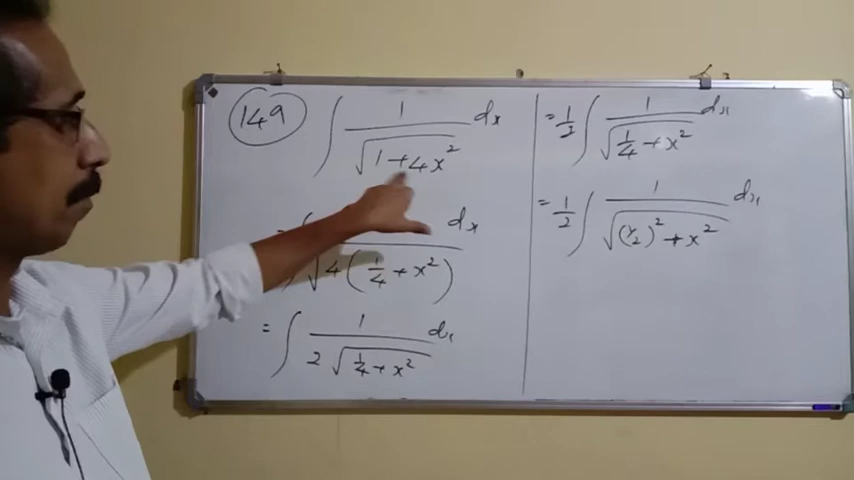 149 ∫ 1/√(1+4x²) dx
= ∫ /√(4(1/4+x²)) dx
= ∫ 1/(2√(1/4+x²)) dx
= 1/2 ∫ 1/√(1/4+x²) dx
= 1/2 ∫ 1/√((1/2)²+x²) dx